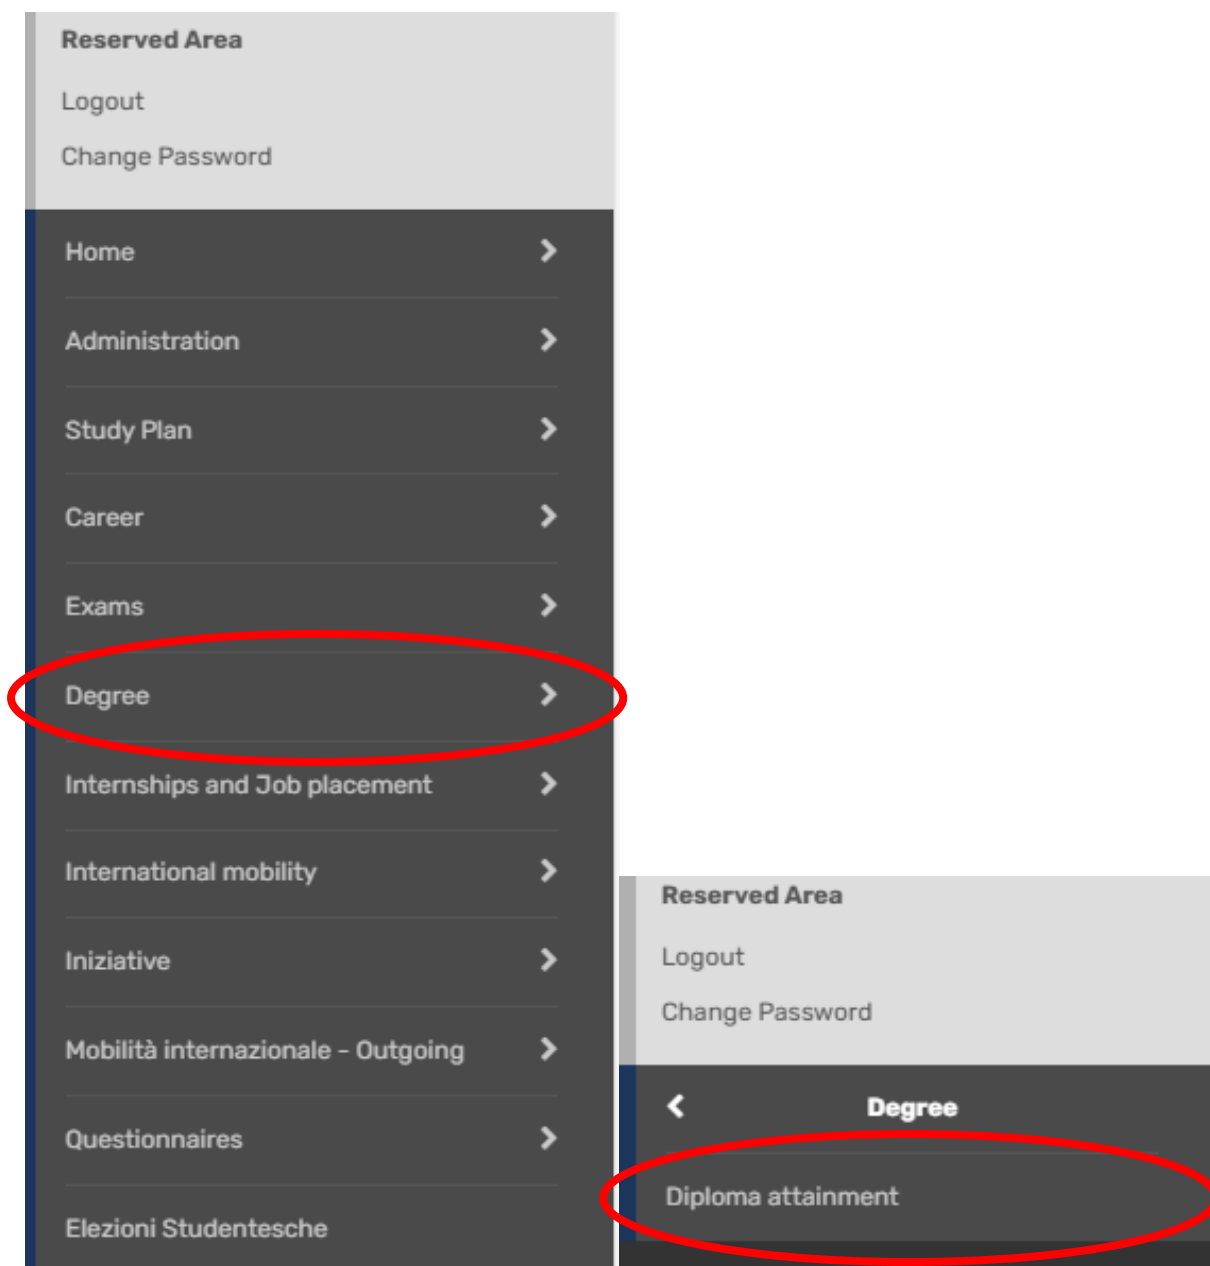 Reserved Area
Logout
Change Password
Home
Administration
Study Plan
Career
Exams
Degree
Internships and Job placement
International mobility
Iniziative
Mobilità internazionale - Outgoing
Questionnaires
Elezioni Studentesche
Reserved Area
Logout
Change Password
Degree
Diploma attainment